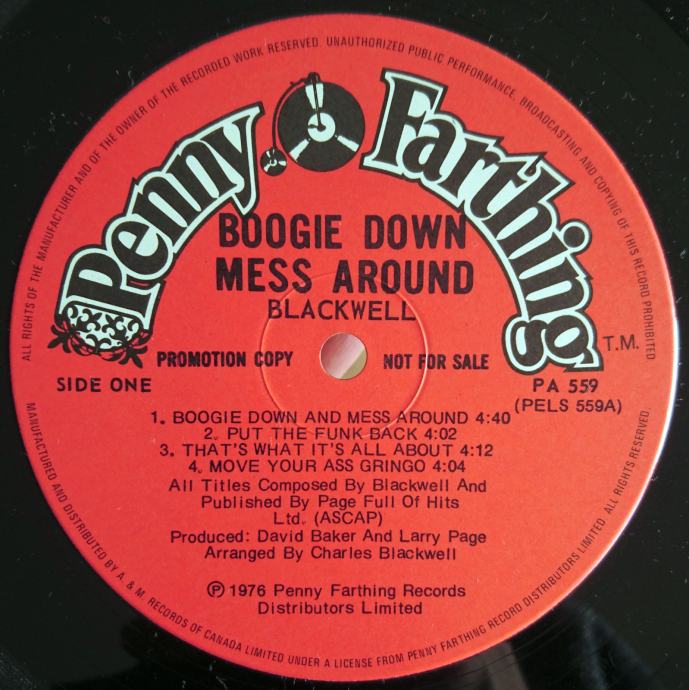 ALL RIGHTS OF THE MANUFACTURER AND OF THE OWNER OF THE RECORDED WORK RESERVED. UNAUTHORIZED PUBLIC PERFORMANCE, BROADCASTING AND COPYING OF THIS RECORD PROHIBITED
Penny Farthing
T.M.
BOOGIE DOWN
MESS AROUND
BLACKWELL
PROMOTION COPY NOT FOR SALE
SIDE ONE
PA 559
(PELS 559A)
1. BOOGIE DOWN AND MESS AROUND 4:40
2. PUT THE FUNK BACK 4:02
3. THAT'S WHAT IT'S ALL ABOUT 4:12
4. MOVE YOUR ASS GRINGO 4:04
All Titles Composed By Blackwell And
Published By Page Full Of Hits
Ltd. (ASCAP)
Produced: David Baker And Larry Page
Arranged By Charles Blackwell
Ⓟ 1976 Penny Farthing Records
Distributors Limited
MANUFACTURED AND DISTRIBUTED BY A. & M. RECORDS OF CANADA LIMITED UNDER A LICENSE FROM PENNY FARTHING RECORD DISTRIBUTORS LIMITED. ALL RIGHTS RESERVED.